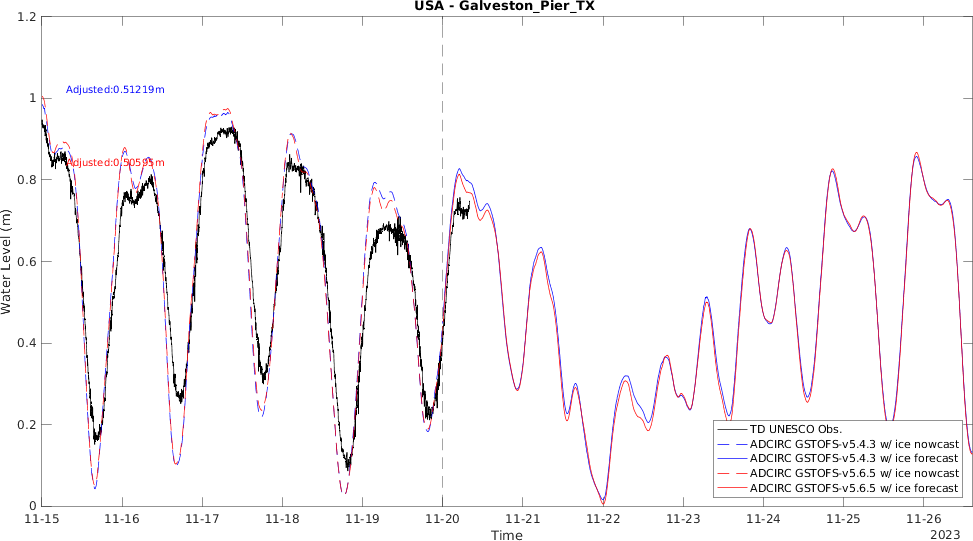 USA - Galveston_Pier_TX
1.2
1
0.8
0.6
0.4
0.2
0
Water Level (m)
Adjusted:0.51219m
Adjusted:0.50595m
TD UNESCO Obs.
ADCIRC GSTOFS-v5.4.3 w/ ice nowcast
ADCIRC GSTOFS-v5.4.3 w/ ice forecast
ADCIRC GSTOFS-v5.6.5 w/ ice nowcast
ADCIRC GSTOFS-v5.6.5 w/ ice forecast
11-15 11-16 11-17 11-18 11-19 11-20 11-21 11-22 11-23 11-24 11-25 11-26
Time
2023